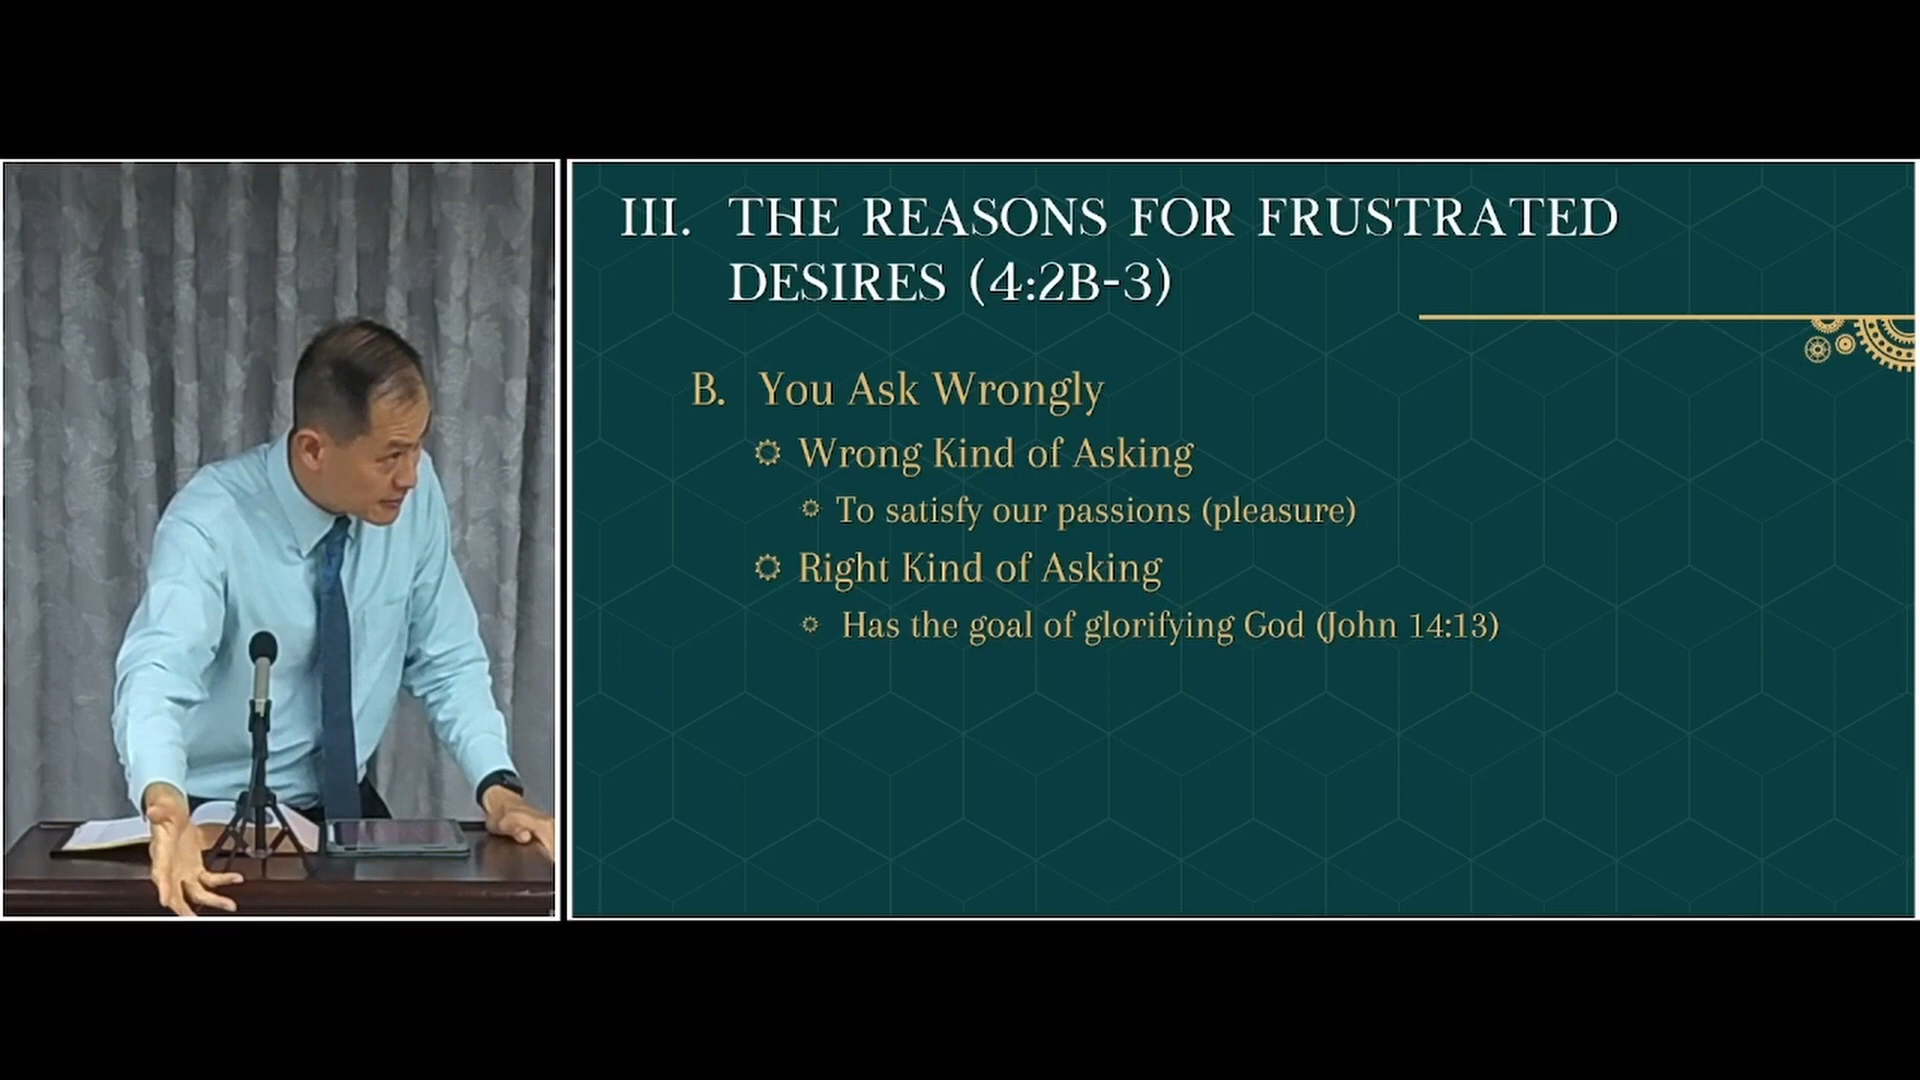 III. THE REASONS FOR FRUSTRATED
DESIRES (4:2B-3)
B. You Ask Wrongly
Wrong Kind of Asking
To satisfy our passions (pleasure)
Right Kind of Asking
Has the goal of glorifying God (John 14:13)